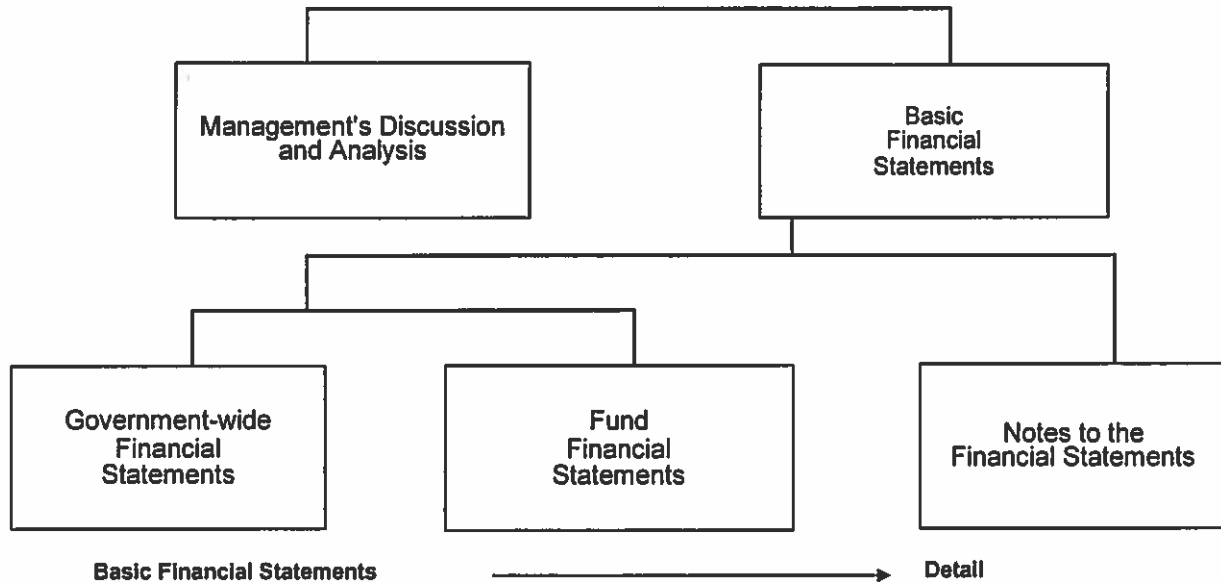 Management's Discussion
and Analysis
Basic
Financial
Statements
Government-wide
Financial
Statements
Fund
Financial
Statements
Notes to the
Financial Statements
Basic Financial Statements
Detail